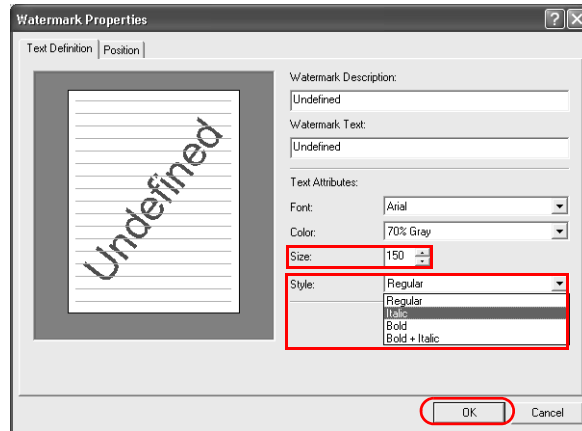 Watermark Properties
Text Definition Position
Undefined
Watermark Description:
Undefined
Watermark Text:
Undefined
Text Attributes:
Font: Arial
Color: 70% Gray
Size: 150
Style: Regular
Regular
Italic
Bold
Bold + Italic
OK Cancel